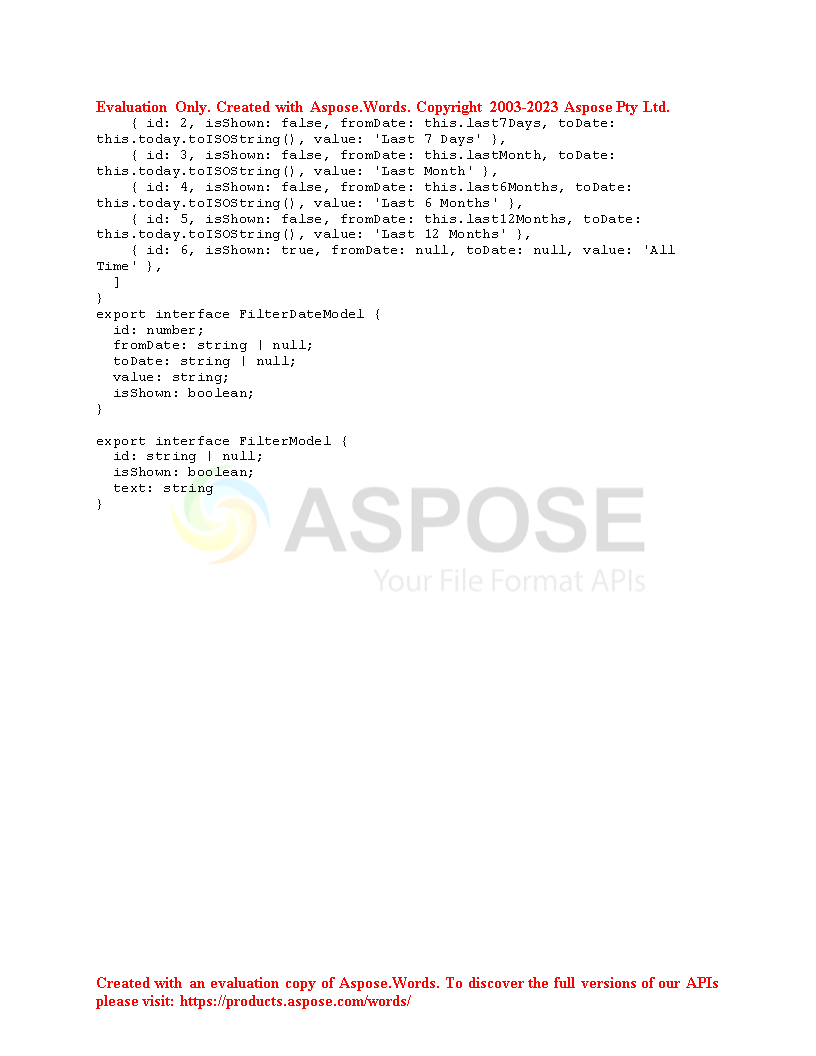 Evaluation Only. Created with Aspose.Words. Copyright 2003-2023 Aspose Pty Ltd.
    { id: 2, isShown: false, fromDate: this.last7Days, toDate:
this.today.toISOString(), value: 'Last 7 Days' },
    { id: 3, isShown: false, fromDate: this.lastMonth, toDate:
this.today.toISOString(), value: 'Last Month' },
    { id: 4, isShown: false, fromDate: this.last6Months, toDate:
this.today.toISOString(), value: 'Last 6 Months' },
    { id: 5, isShown: false, fromDate: this.last12Months, toDate:
this.today.toISOString(), value: 'Last 12 Months' },
    { id: 6, isShown: true, fromDate: null, toDate: null, value: 'All
Time' },
  ]
}
export interface FilterDateModel {
  id: number;
  fromDate: string | null;
  toDate: string | null;
  value: string;
  isShown: boolean;
}

export interface FilterModel {
  id: string | null;
  isShown: boolean;
  text: string
}
ASPOSE
Your File Format APIs
Created with an evaluation copy of Aspose.Words. To discover the full versions of our APIs
please visit: https://products.aspose.com/words/